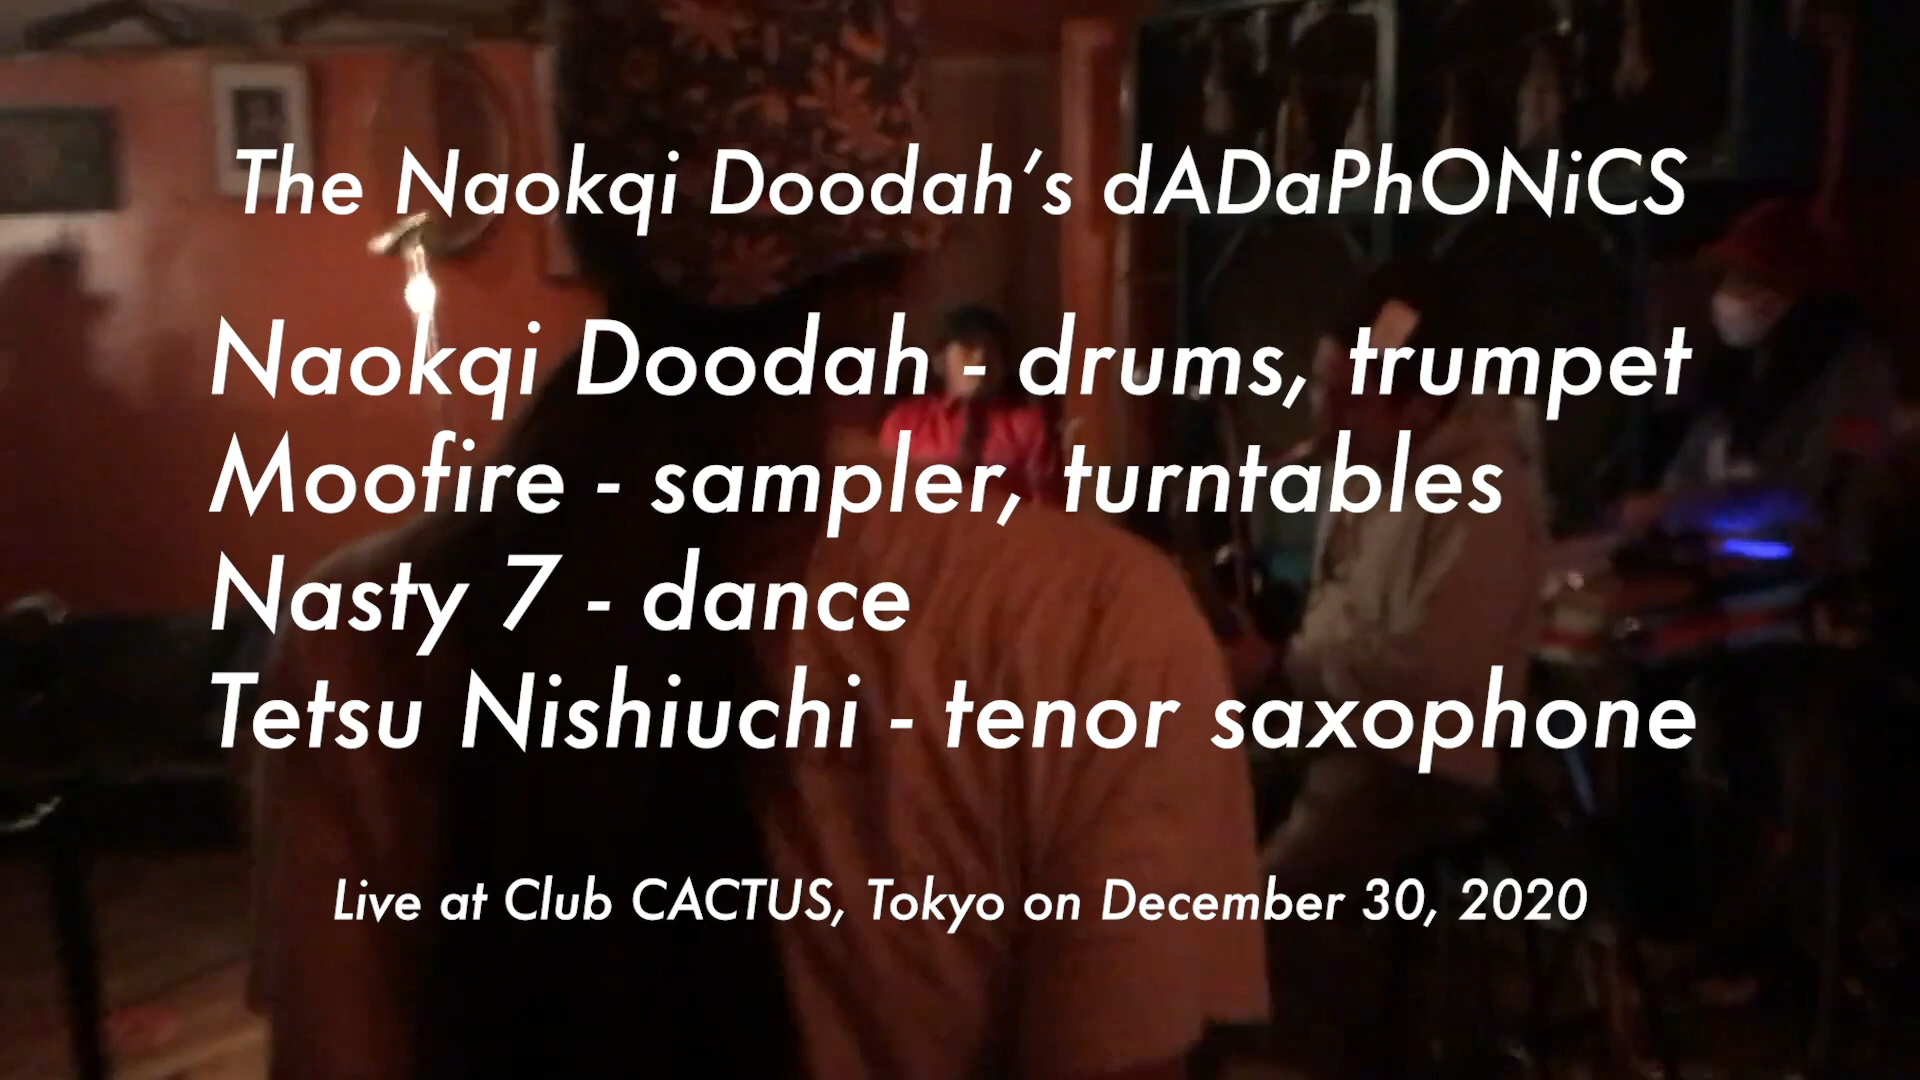 The Naokqi Doodah's dADaPhONiCS
Naokqi Doodah - drums, trumpet
Moofire - sampler, turntables
Nasty 7 - dance
Tetsu Nishiuchi - tenor saxophone
Live at Club CACTUS, Tokyo on December 30, 2020